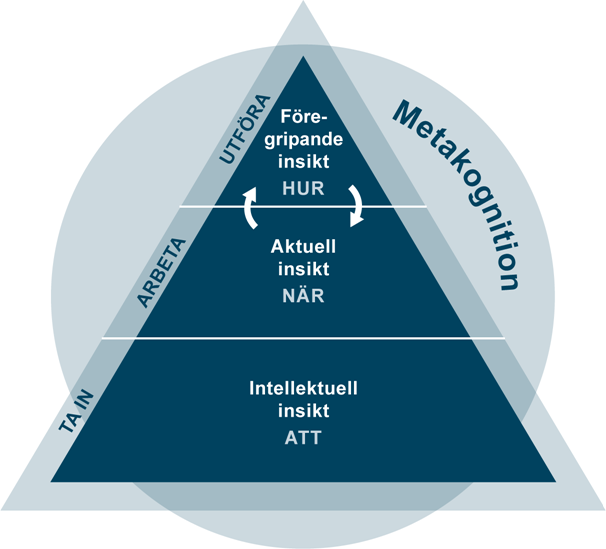 Före-
gripande
insikt
HUR
Aktuell
insikt
NÄR
Intellektuell
insikt
ATT
UTFÖRA
ARBETA
TA IN
Metakognition